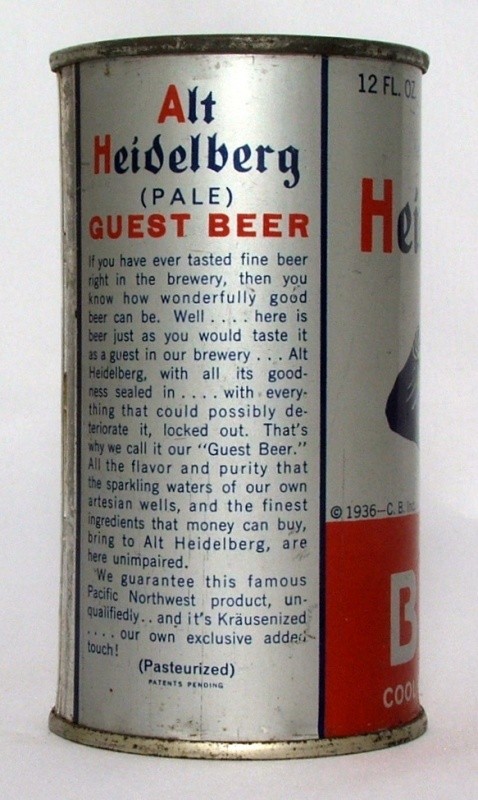 Alt
Heidelberg
(PALE)
GUEST BEER
If you have ever tasted fine beer
right in the brewery, then you
know how wonderfully good
beer can be. Well .... here is
beer just as you would taste it
as a guest in our brewery ... Alt
Heidelberg, with all its good-
ness sealed in .... with every-
thing that could possibly de-
teriorate it, locked out. That's
why we call it our "Guest Beer."
All the flavor and purity that
the sparkling waters of our own
artesian wells, and the finest
ingredients that money can buy,
bring to Alt Heidelberg, are
here unimpaired.
We guarantee this famous
Pacific Northwest product, un-
qualifiedly.. and it's Kräusenized
.... our own exclusive added
touch!
(Pasteurized)
PATENTS PENDING
12 FL. OZ.
Hei
© 1936—C. B. Inc.
B
COOL